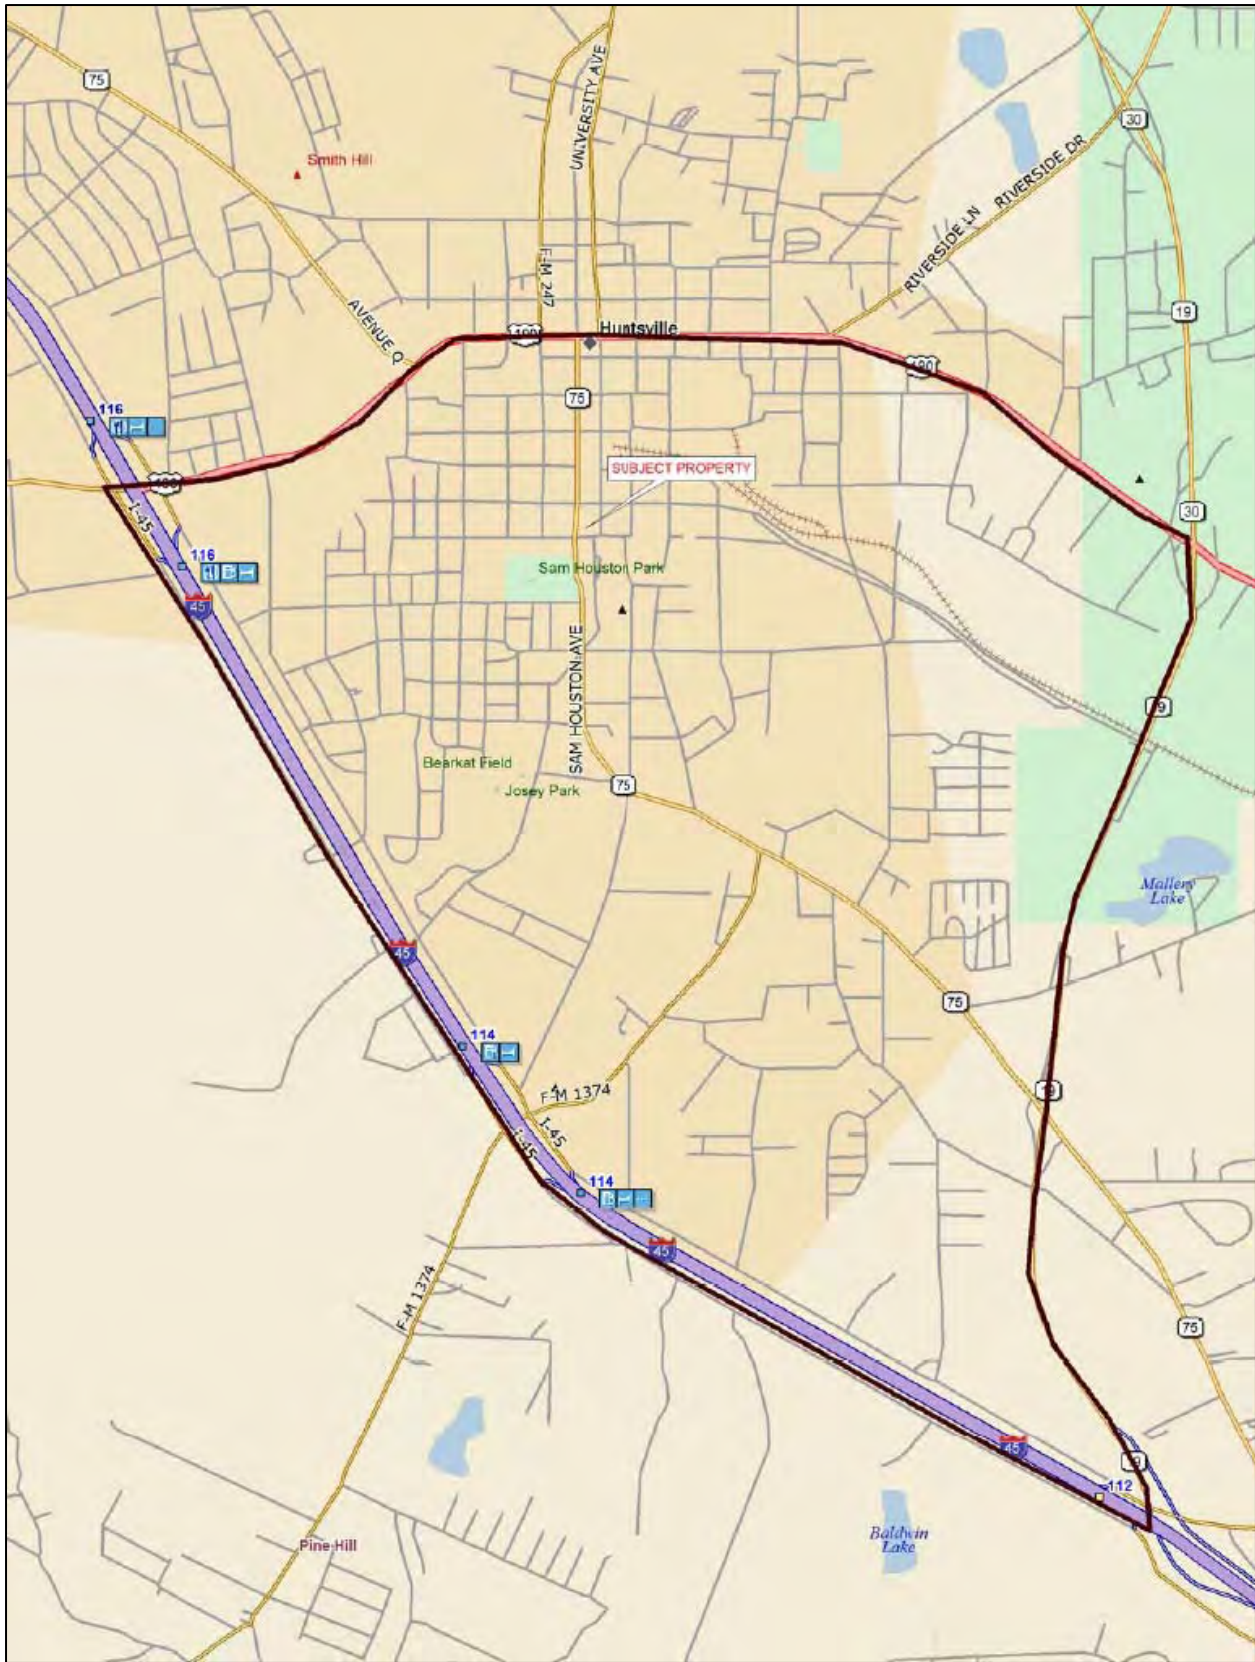 75
UNIVERSITY AVE
30
Smith Hill
RIVERSIDE DR
RIVERSIDE LN
F-M 247
19
AVENUE Q
Huntsville
190
190
75
116
SUBJECT PROPERTY
190
I-45
30
116
45
Sam Houston Park
SAM HOUSTON AVE
19
Bearkat Field
Josey Park
75
Mallery
Lake
45
75
114
19
F-M 1374
I-45
I-45
114
45
F-M 1374
75
45
19
112
Baldwin
Lake
Pine Hill